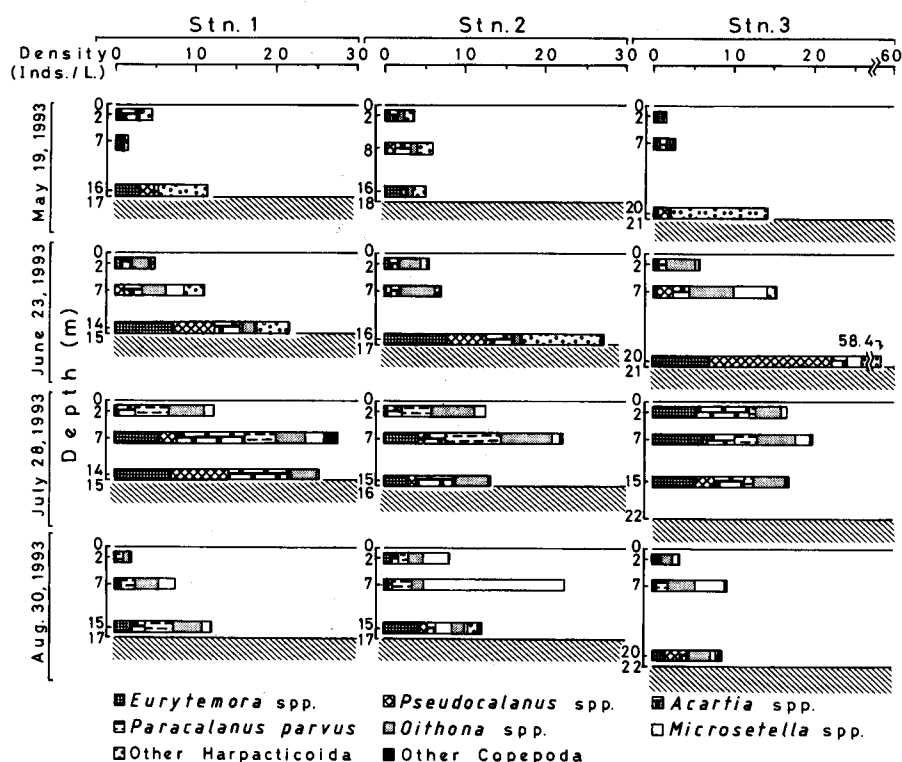 Stn. 1 Stn. 2 Stn. 3
Density (Inds./L.)
0 10 20 30 0 10 20 30 0 10 20 60
May 19, 1993
0 2 7 16 17
0 2 8 16 18
0 2 7 20 21
June 23, 1993
0 2 7 14 15
0 2 7 16 17
0 2 7 20 21
58.4
Depth (m)
July 28, 1993
0 2 7 14 15
0 2 7 15 16
0 2 7 15 22
Aug. 30, 1993
0 2 7 15 17
0 2 7 15 17
0 2 7 20 22
Eurytemora spp. Pseudocalanus spp. Acartia spp.
Paracalanus parvus Oithona spp. Microsetella spp.
Other Harpacticoida Other Copepoda